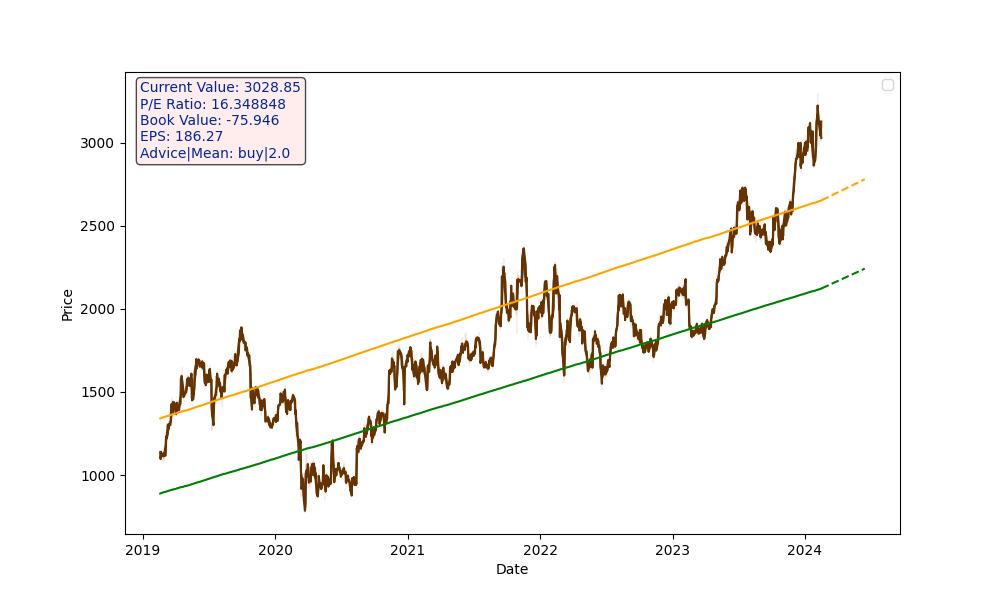 Current Value: 3028.85
P/E Ratio: 16.348848
Book Value: -75.946
EPS: 186.27
Advice|Mean: buy|2.0
Price
3000
2500
2000
1500
1000
2019
2020
2021
2022
2023
2024
Date